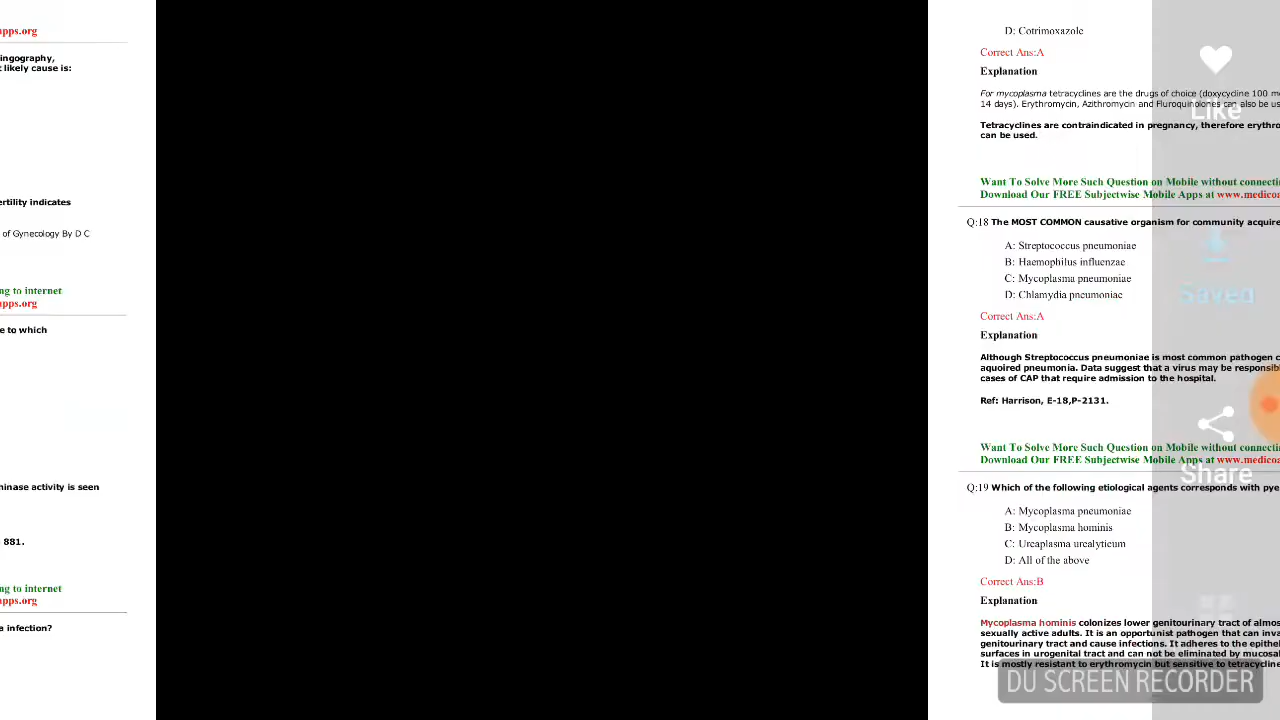 apps.org
ingography,
t likely cause is:
ertility indicates
of Gynecology By D C
ng to internet
apps.org
e to which
hinase activity is seen
881.
ng to internet
apps.org
a infection?
D: Cotrimoxazole
Correct Ans:A
Explanation
For mycoplasma tetracyclines are the drugs of choice (doxycycline 100 m
14 days). Erythromycin, Azithromycin and Fluroquinolones can also be us
Tetracyclines are contraindicated in pregnancy, therefore erythro
can be used.
Want To Solve More Such Question on Mobile without connecti
Download Our FREE Subjectwise Mobile Apps at www.medicoa
Q:18 The MOST COMMON causative organism for community acquire
A: Streptococcus pneumoniae
B: Haemophilus influenzae
C: Mycoplasma pneumoniae
D: Chlamydia pneumoniae
Correct Ans:A
Explanation
Although Streptococcus pneumoniae is most common pathogen c
aquoired pneumonia. Data suggest that a virus may be responsibl
cases of CAP that require admission to the hospital.
Ref: Harrison, E-18,P-2131.
Want To Solve More Such Question on Mobile without connecti
Download Our FREE Subjectwise Mobile Apps at www.medicoa
Q:19 Which of the following etiological agents corresponds with pye
A: Mycoplasma pneumoniae
B: Mycoplasma hominis
C: Ureaplasma urealyticum
D: All of the above
Correct Ans:B
Explanation
Mycoplasma hominis colonizes lower genitourinary tract of almos
sexually active adults. It is an opportunist pathogen that can inva
genitourinary tract and cause infections. It adheres to the epithel
surfaces in urogenital tract and can not be eliminated by mucosal
It is mostly resistant to erythromycin but sensitive to tetracycline
Like
Saved
Share
DU SCREEN RECORDER